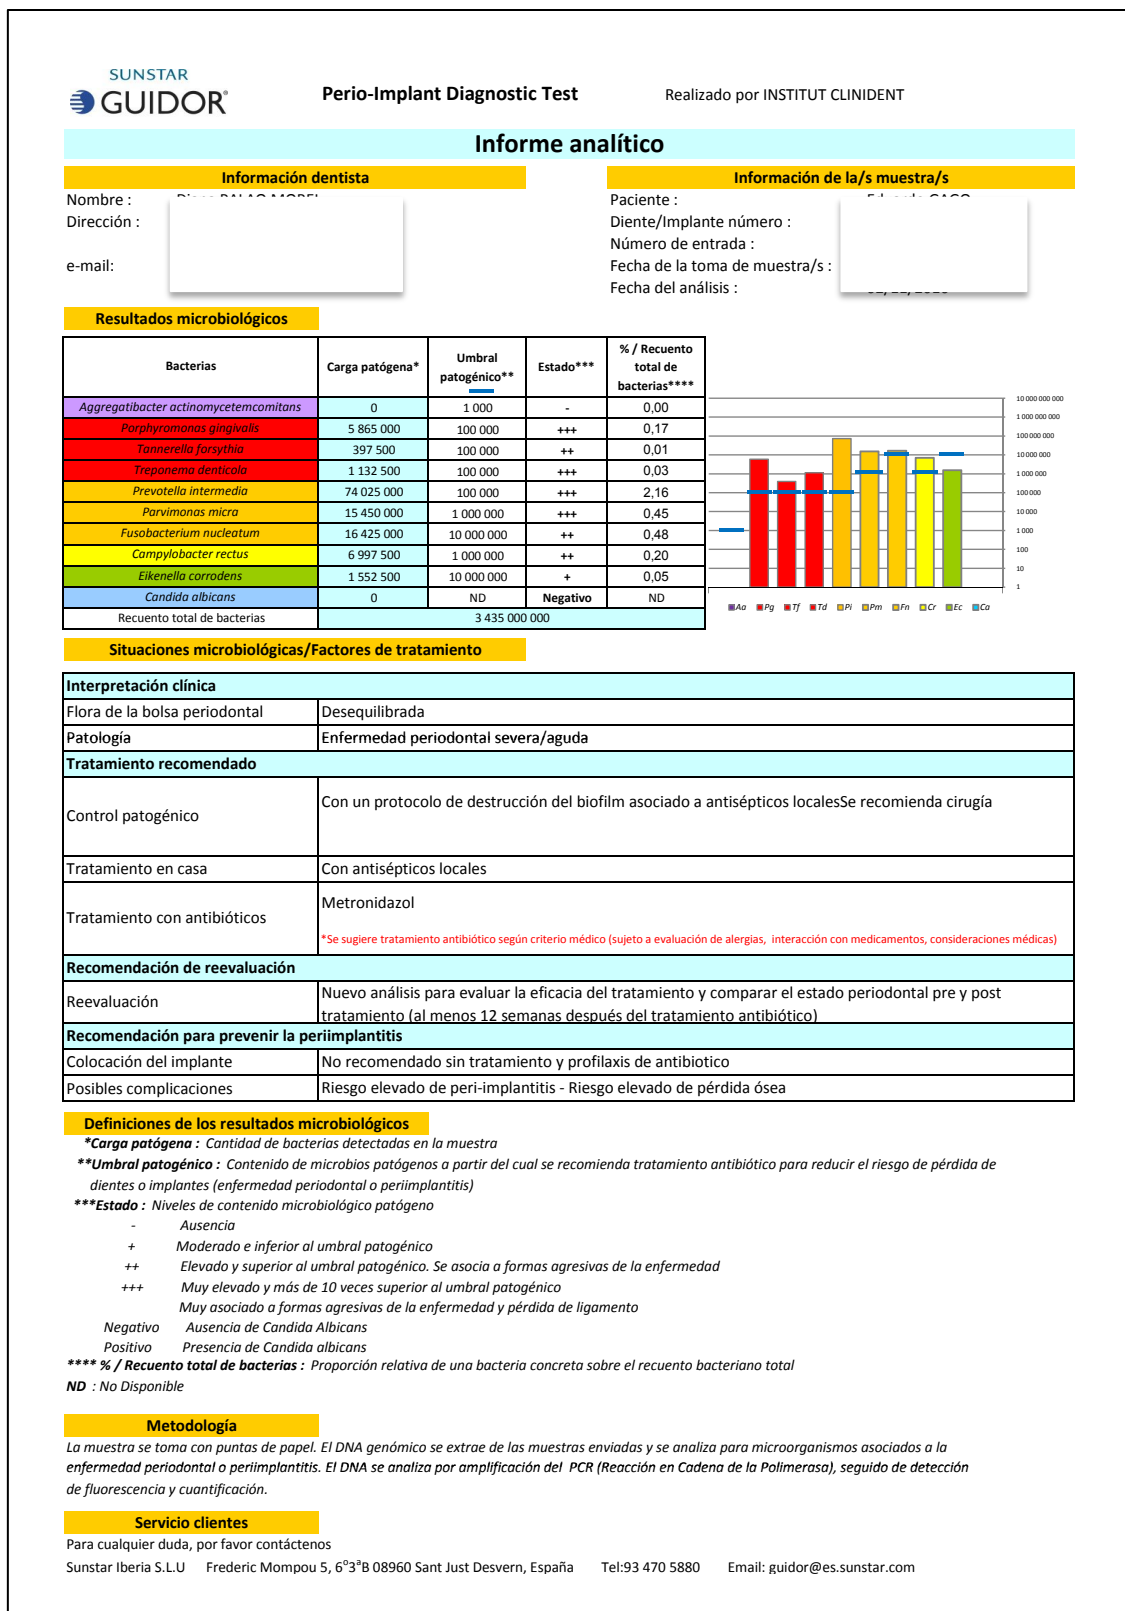 SUNSTAR
GUIDOR®
Perio-Implant Diagnostic Test
Realizado por INSTITUT CLINIDENT
Informe analítico
Información dentista
Información de la/s muestra/s
Nombre :
Dirección :
e-mail:
Paciente :
Diente/Implante número :
Número de entrada :
Fecha de la toma de muestra/s :
Fecha del análisis :
Resultados microbiológicos
Bacterias Carga patógena* Umbral patogénico** Estado*** % / Recuento total de bacterias****
Aggregatibacter actinomycetemcomitans 0 1 000 - 0,00
Porphyromonas gingivalis 5 865 000 100 000 +++ 0,17
Tannerella forsythia 397 500 100 000 ++ 0,01
Treponema denticola 1 132 500 100 000 +++ 0,03
Prevotella intermedia 74 025 000 100 000 +++ 2,16
Parvimonas micra 15 450 000 1 000 000 +++ 0,45
Fusobacterium nucleatum 16 425 000 10 000 000 ++ 0,48
Campylobacter rectus 6 997 500 1 000 000 ++ 0,20
Eikenella corrodens 1 552 500 10 000 000 + 0,05
Candida albicans 0 ND Negativo ND
Recuento total de bacterias 3 435 000 000
10 000 000 000
1 000 000 000
100 000 000
10 000 000
1 000 000
100 000
10 000
1 000
100
10
1
Aa Pg Tf Td Pi Pm Fn Cr Ec Ca
Situaciones microbiológicas/Factores de tratamiento
Interpretación clínica
Flora de la bolsa periodontal Desequilibrada
Patología Enfermedad periodontal severa/aguda
Tratamiento recomendado
Control patogénico Con un protocolo de destrucción del biofilm asociado a antisépticos localesSe recomienda cirugía
Tratamiento en casa Con antisépticos locales
Tratamiento con antibióticos Metronidazol
*Se sugiere tratamiento antibiótico según criterio médico (sujeto a evaluación de alergias, interacción con medicamentos, consideraciones médicas)
Recomendación de reevaluación
Reevaluación Nuevo análisis para evaluar la eficacia del tratamiento y comparar el estado periodontal pre y post
tratamiento (al menos 12 semanas después del tratamiento antibiótico)
Recomendación para prevenir la periimplantitis
Colocación del implante No recomendado sin tratamiento y profilaxis de antibiotico
Posibles complicaciones Riesgo elevado de peri-implantitis - Riesgo elevado de pérdida ósea
Definiciones de los resultados microbiológicos
*Carga patógena : Cantidad de bacterias detectadas en la muestra
**Umbral patogénico : Contenido de microbios patógenos a partir del cual se recomienda tratamiento antibiótico para reducir el riesgo de pérdida de
dientes o implantes (enfermedad periodontal o periimplantitis)
***Estado : Niveles de contenido microbiológico patógeno
- Ausencia
+ Moderado e inferior al umbral patogénico
++ Elevado y superior al umbral patogénico. Se asocia a formas agresivas de la enfermedad
+++ Muy elevado y más de 10 veces superior al umbral patogénico
Muy asociado a formas agresivas de la enfermedad y pérdida de ligamento
Negativo Ausencia de Candida Albicans
Positivo Presencia de Candida albicans
**** % / Recuento total de bacterias : Proporción relativa de una bacteria concreta sobre el recuento bacteriano total
ND : No Disponible
Metodología
La muestra se toma con puntas de papel. El DNA genómico se extrae de las muestras enviadas y se analiza para microorganismos asociados a la
enfermedad periodontal o periimplantitis. El DNA se analiza por amplificación del PCR (Reacción en Cadena de la Polimerasa), seguido de detección
de fluorescencia y cuantificación.
Servicio clientes
Para cualquier duda, por favor contáctenos
Sunstar Iberia S.L.U Frederic Mompou 5, 6º3ªB 08960 Sant Just Desvern, España Tel:93 470 5880 Email: guidor@es.sunstar.com